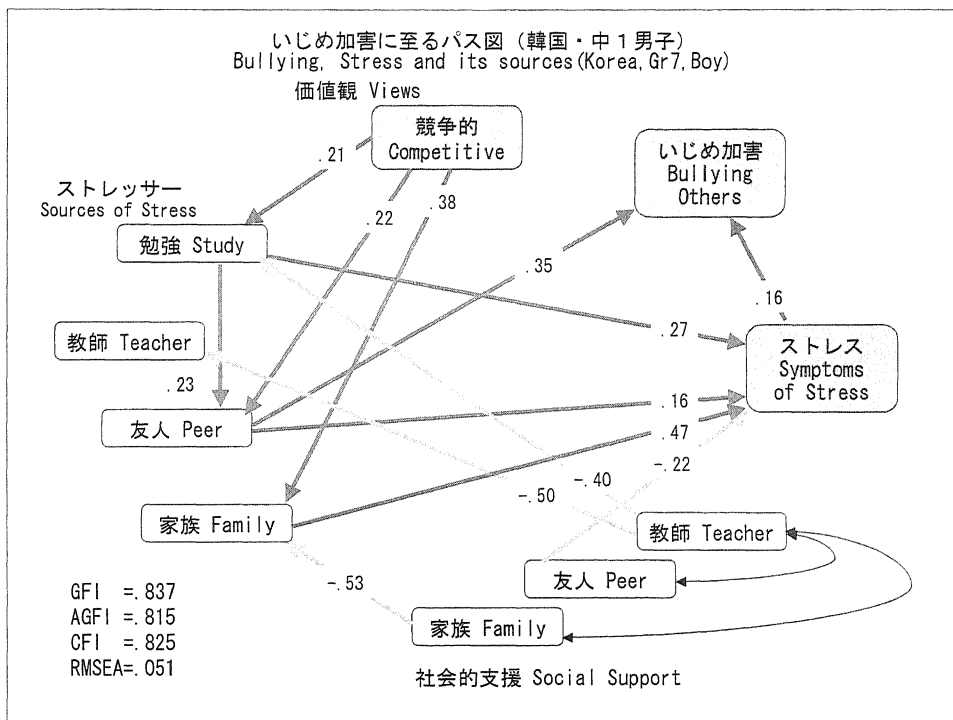 いじめ加害に至るパス図（韓国・中１男子）
Bullying, Stress and its sources(Korea,Gr7,Boy)
価値観 Views
競争的
Competitive
いじめ加害
Bullying
Others
.21
ストレッサー
Sources of Stress
.22
.38
勉強 Study
.35
.16
.27
教師 Teacher
ストレス
Symptoms
of Stress
.23
.16
友人 Peer
.47
-.22
-.40
-.50
家族 Family
教師 Teacher
-.53
友人 Peer
家族 Family
GFI =.837
AGFI =.815
CFI =.825
RMSEA=.051
社会的支援 Social Support